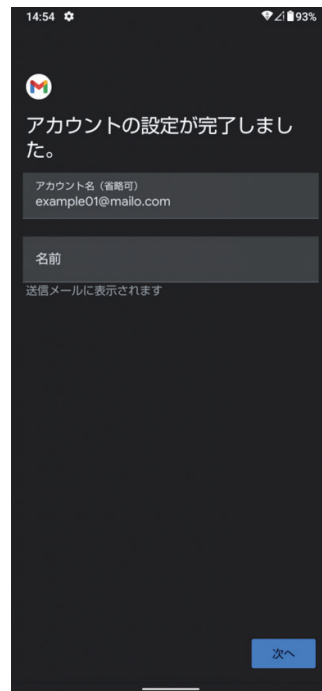 14:54
93%
アカウントの設定が完了しまし
た。
アカウント名（省略可）
example01@mailo.com
名前
送信メールに表示されます
次へ